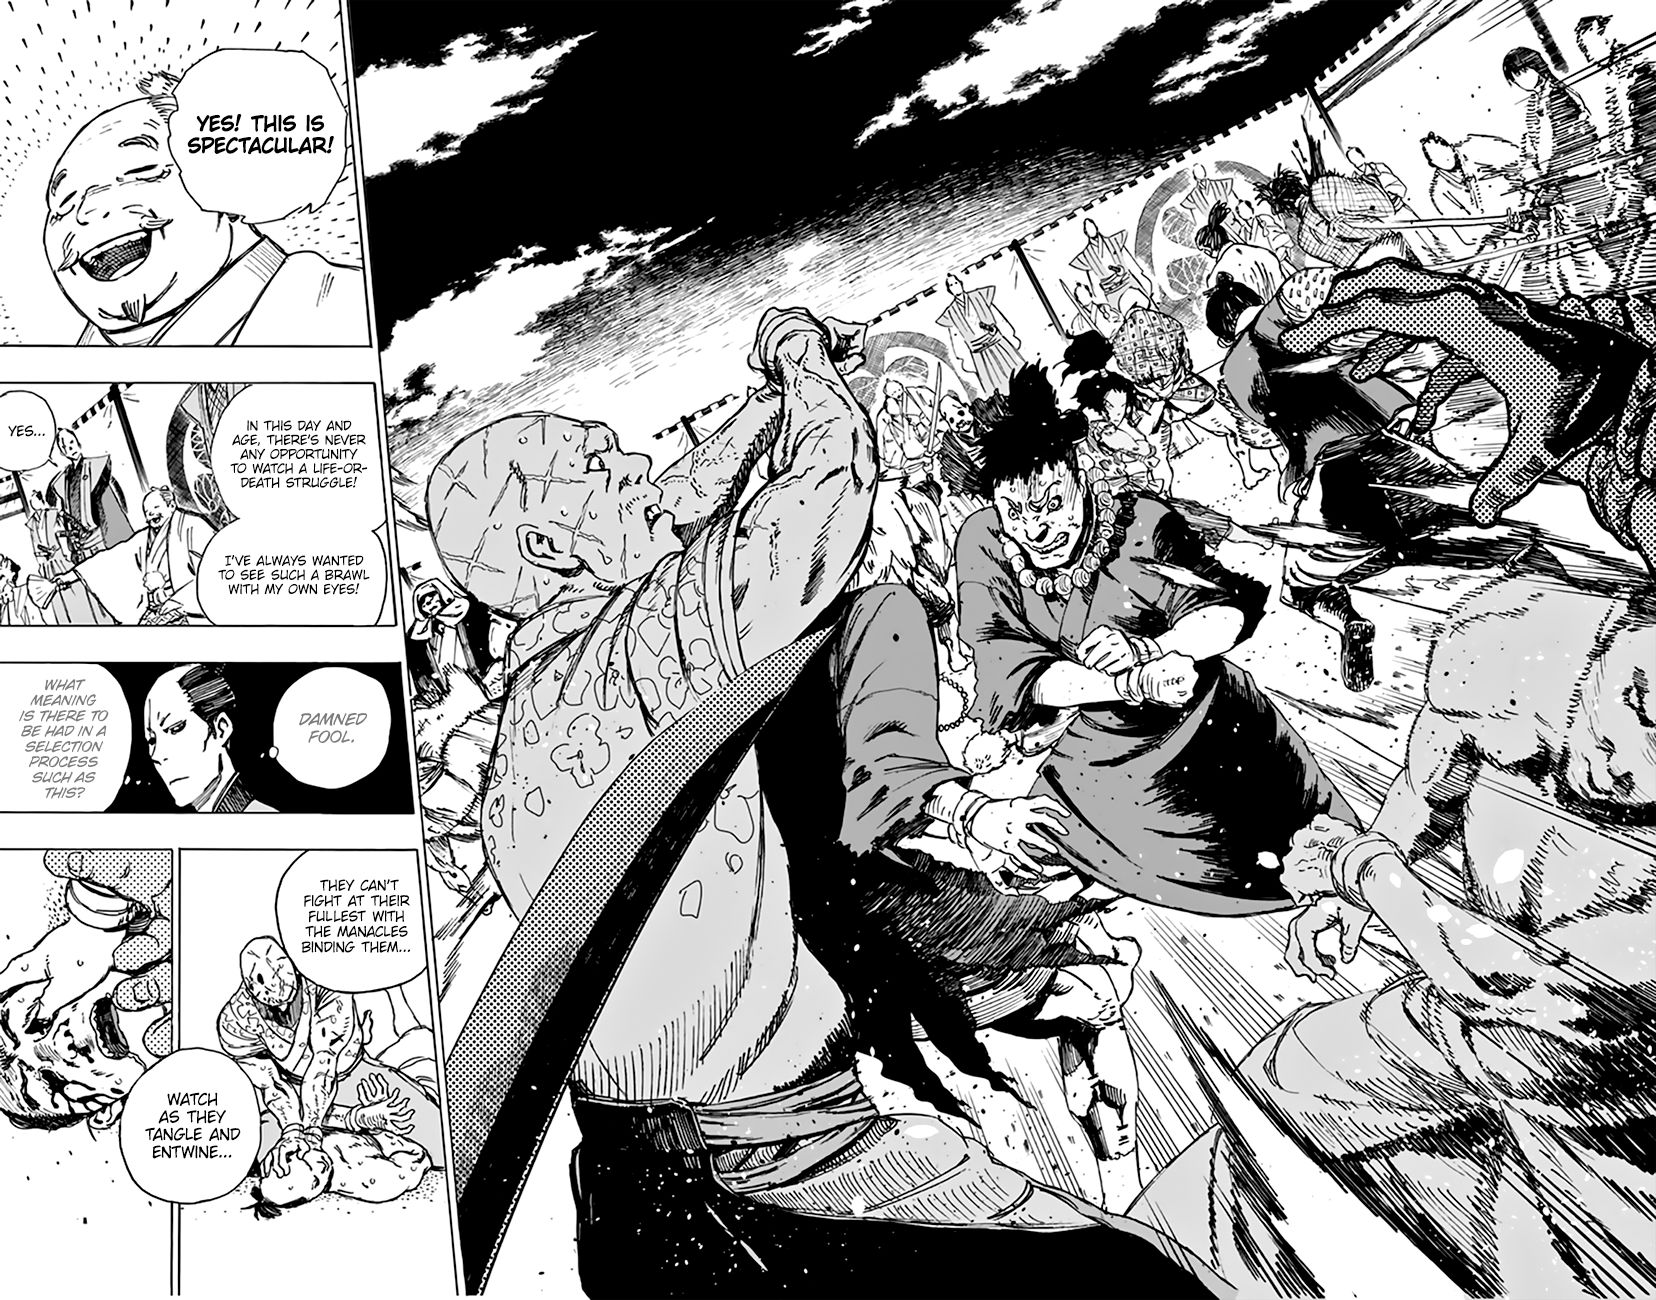 YES! THIS IS
SPECTACULAR!
IN THIS DAY AND
AGE, THERE'S NEVER
ANY OPPORTUNITY
TO WATCH A LIFE-OR-
DEATH STRUGGLE!
I'VE ALWAYS WANTED
TO SEE SUCH A BRAWL
WITH MY OWN EYES!
YES...
DAMNED
FOOL.
WHAT
MEANING
IS THERE TO
BE HAD IN A
SELECTION
PROCESS
SUCH AS
THIS?
THEY CAN'T
FIGHT AT THEIR
FULLEST WITH
THE MANACLES
BINDING THEM...
WATCH
AS THEY
TANGLE AND
ENTWINE...